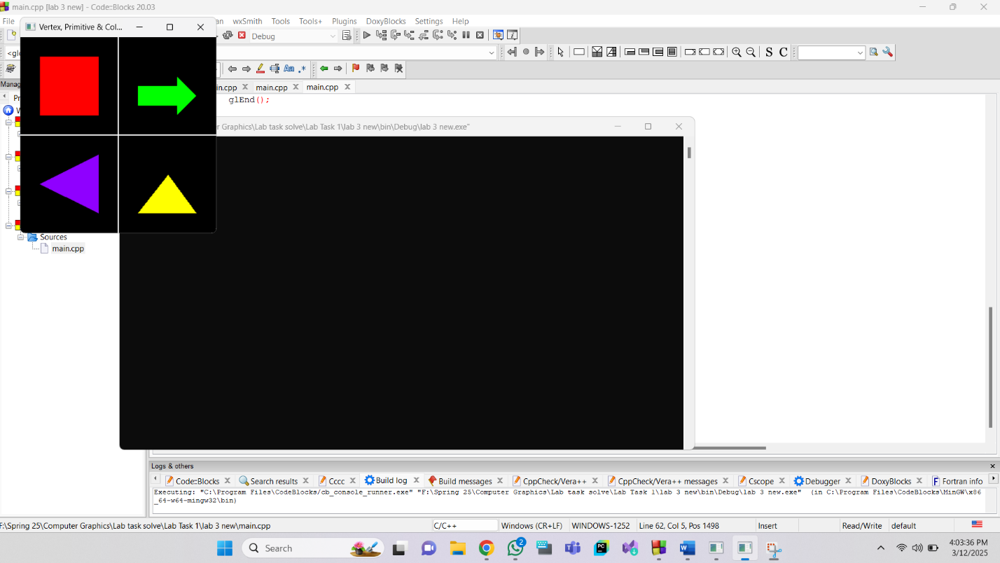 main.cpp [lab 3 new] - Code::Blocks 20.03
File
wxSmith Tools Tools+ Plugins DoxyBlocks Settings Help
Vertex, Primitive & Col...
Debug
S C
main.cpp main.cpp
glEnd();
Graphics\Lab task solve\Lab Task 1\lab 3 new\bin\Debug\lab 3 new.exe"
Sources
main.cpp
Logs & others
Code::Blocks Search results Cccc Build log Build messages CppCheck/Vera++ CppCheck/Vera++ messages Cscope Debugger DoxyBlocks Fortran info
Executing: "C:\Program Files\CodeBlocks/cb_console_runner.exe" "F:\Spring 25\Computer Graphics\Lab task solve\Lab Task 1\lab 3 new\bin\Debug\lab 3 new.exe" (in C:\Program Files\CodeBlocks\MinGW\x86
_64-w64-mingw32\bin)
F:\Spring 25\Computer Graphics\Lab task solve\Lab Task 1\lab 3 new\main.cpp C/C++ Windows (CR+LF) WINDOWS-1252 Line 62, Col 5, Pos 1498 Insert Read/Write default
Search
2
4:03:36 PM
3/12/2025